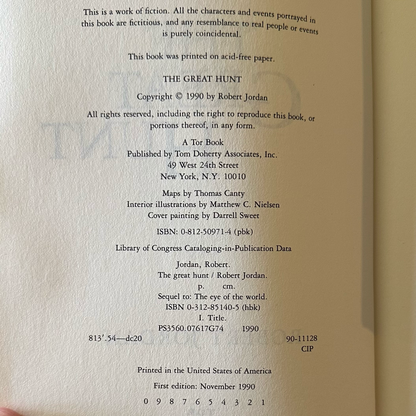 This is a work of fiction. All the characters and events portrayed in
this book are fictitious, and any resemblance to real people or events
is purely coincidental.
This book was printed on acid-free paper.
THE GREAT HUNT
Copyright © 1990 by Robert Jordan
All rights reserved, including the right to reproduce this book, or
portions thereof, in any form.
A Tor Book
Published by Tom Doherty Associates, Inc.
49 West 24th Street
New York, N.Y. 10010
Maps by Thomas Canty
Interior illustrations by Matthew C. Nielsen
Cover painting by Darrell Sweet
ISBN: 0-812-50971-4 (pbk)
Library of Congress Cataloging-in-Publication Data
Jordan, Robert.
The great hunt / Robert Jordan.
p. cm.
Sequel to: The eye of the world.
ISBN 0-312-85140-5 (hbk)
I. Title.
PS3560.07617G74 1990
813'.54—dc20 90-11128
CIP
Printed in the United States of America
First edition: November 1990
0 9 8 7 6 5 4 3 2 1